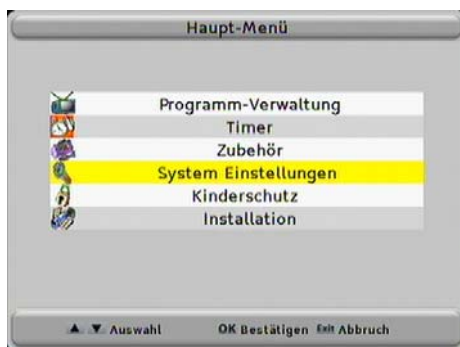 Haupt-Menü
Programm-Verwaltung
Timer
Zubehör
System Einstellungen
Kinderschutz
Installation
Auswahl OK Bestätigen Exit Abbruch